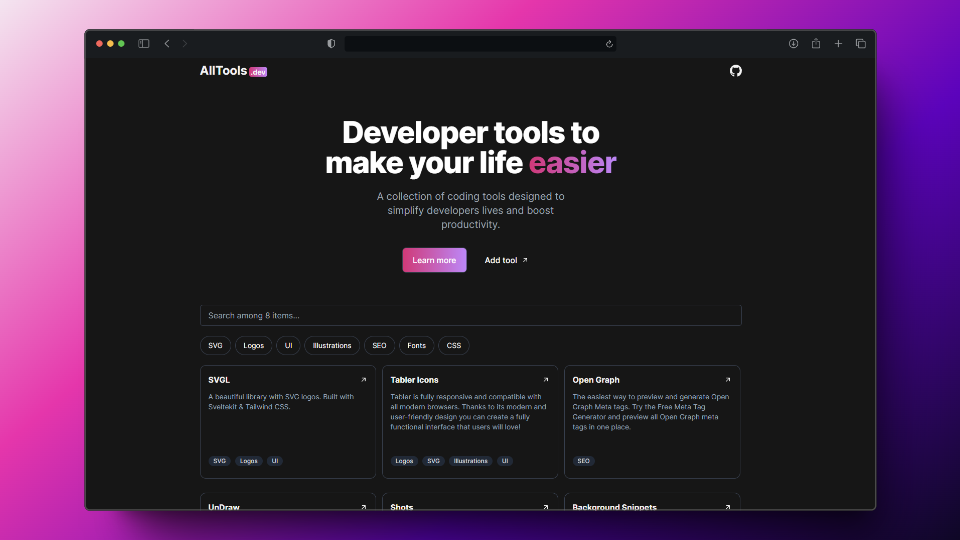 AllTools .dev
Developer tools to
make your life easier
A collection of coding tools designed to
simplify developers lives and boost
productivity.
Learn more
Add tool
Search among 8 items...
SVG
Logos
UI
Illustrations
SEO
Fonts
CSS
SVGL
A beautiful library with SVG logos. Built with
Sveltekit & Tailwind CSS.
SVG
Logos
UI
Tabler Icons
Tabler is fully responsive and compatible with
all modern browsers. Thanks to its modern and
user-friendly design you can create a fully
functional interface that users will love!
Logos
SVG
Illustrations
UI
Open Graph
The easiest way to preview and generate Open
Graph Meta tags. Try the Free Meta Tag
Generator and preview all Open Graph meta
tags in one place.
SEO
UnDraw
Shots
Background Snippets